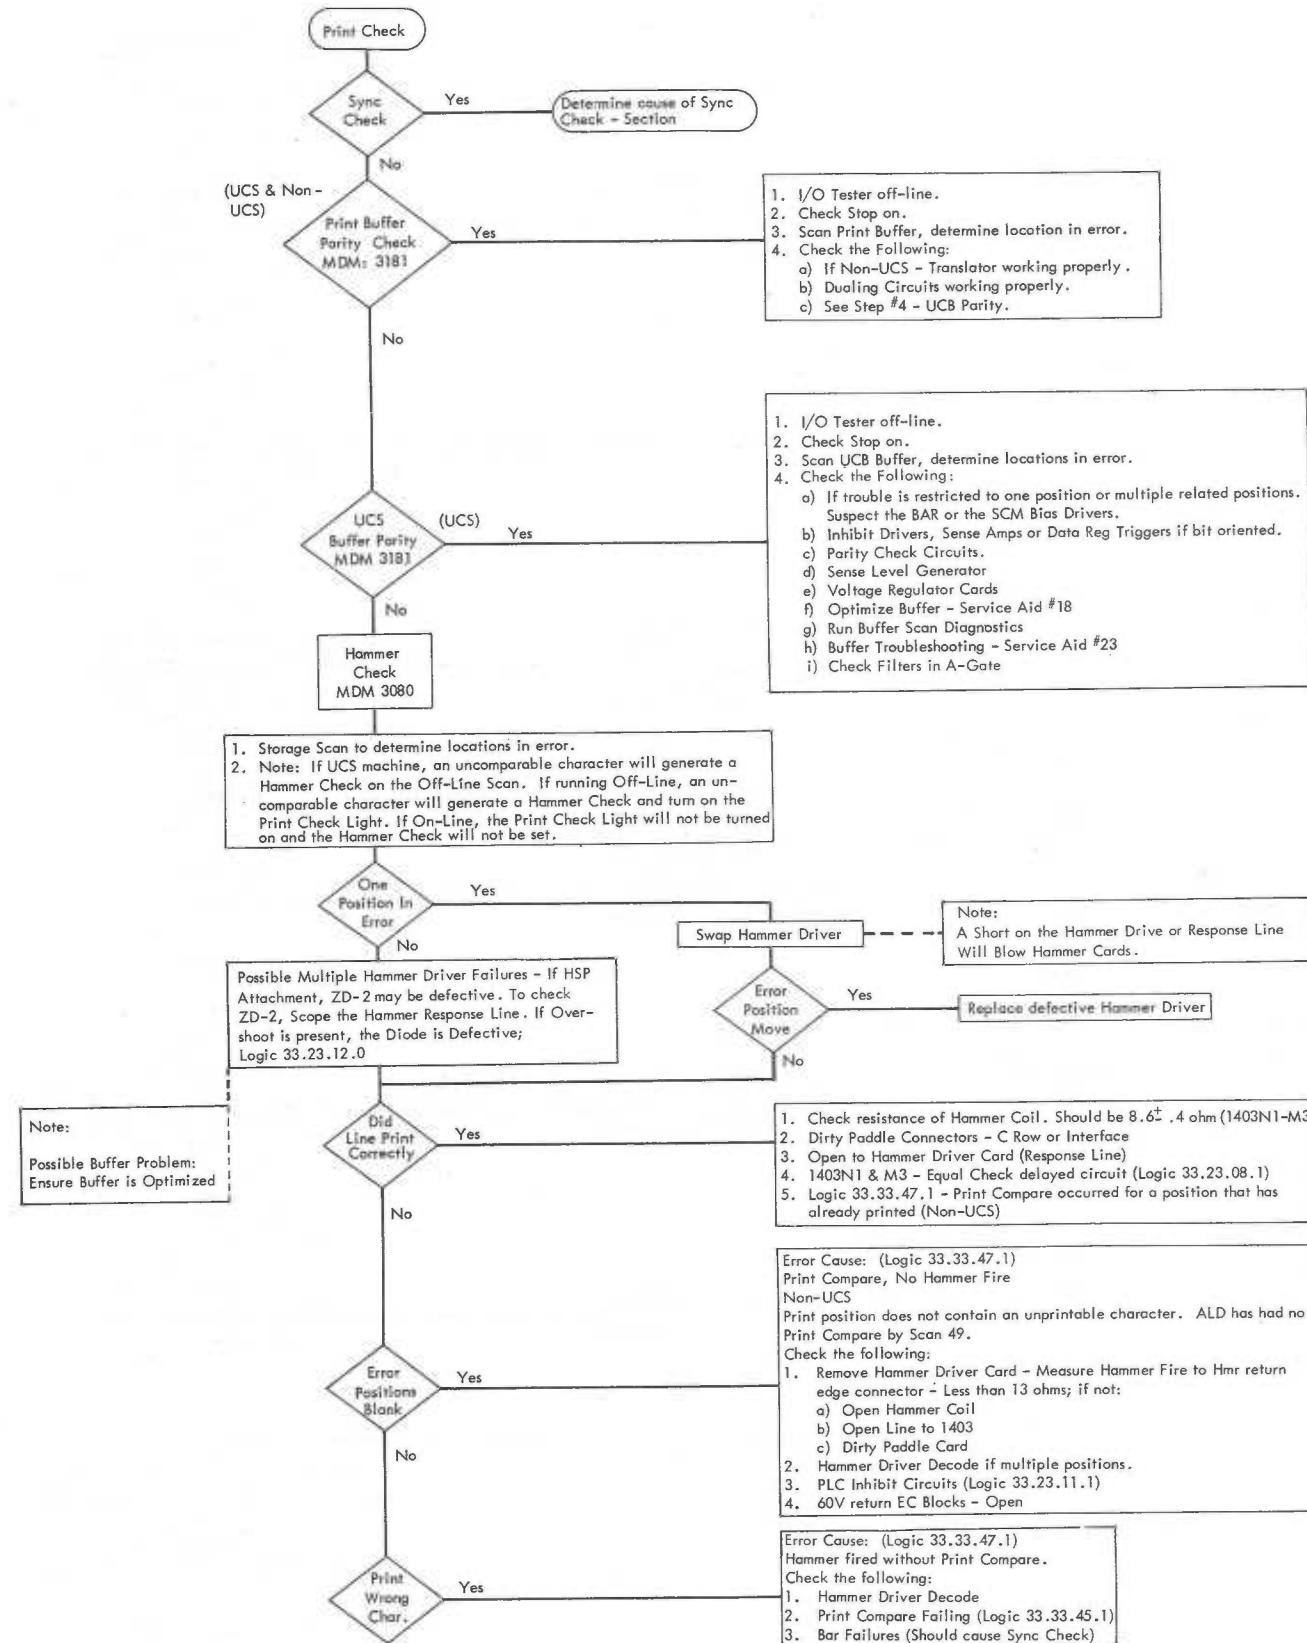 Print Check
Sync
Check
Yes
Determine cause of Sync
Check - Section
No
(UCS & Non -
UCS)
Print Buffer
Parity Check
MDM: 3181
Yes
1. I/O Tester off-line.
2. Check Stop on.
3. Scan Print Buffer, determine location in error.
4. Check the Following:
a) If Non-UCS - Translator working properly.
b) Dualing Circuits working properly.
c) See Step #4 - UCB Parity.
No
UCS
Buffer Parity
MDM 3181
(UCS)
Yes
1. I/O Tester off-line.
2. Check Stop on.
3. Scan UCB Buffer, determine locations in error.
4. Check the Following:
a) If trouble is restricted to one position or multiple related positions.
Suspect the BAR or the SCM Bias Drivers.
b) Inhibit Drivers, Sense Amps or Data Reg Triggers if bit oriented.
c) Parity Check Circuits.
d) Sense Level Generator
e) Voltage Regulator Cards
f) Optimize Buffer - Service Aid #18
g) Run Buffer Scan Diagnostics
h) Buffer Troubleshooting - Service Aid #23
i) Check Filters in A-Gate
No
Hammer
Check
MDM 3080
1. Storage Scan to determine locations in error.
2. Note: If UCS machine, an uncomparable character will generate a
Hammer Check on the Off-Line Scan. If running Off-Line, an un-
comparable character will generate a Hammer Check and turn on the
Print Check Light. If On-Line, the Print Check Light will not be turned
on and the Hammer Check will not be set.
One
Position In
Error
Yes
Swap Hammer Driver
Note:
A Short on the Hammer Drive or Response Line
Will Blow Hammer Cards.
No
Possible Multiple Hammer Driver Failures - If HSP
Attachment, ZD-2 may be defective. To check
ZD-2, Scope the Hammer Response Line. If Over-
shoot is present, the Diode is Defective;
Logic 33.23.12.0
Error
Position
Move
Yes
Replace defective Hammer Driver
No
Note:
Possible Buffer Problem:
Ensure Buffer is Optimized
Did
Line Print
Correctly
Yes
1. Check resistance of Hammer Coil. Should be 8.6± .4 ohm (1403N1-M3
2. Dirty Paddle Connectors - C Row or Interface
3. Open to Hammer Driver Card (Response Line)
4. 1403N1 & M3 - Equal Check delayed circuit (Logic 33.23.08.1)
5. Logic 33.33.47.1 - Print Compare occurred for a position that has
already printed (Non-UCS)
No
Error
Positions
Blank
Yes
Error Cause: (Logic 33.33.47.1)
Print Compare, No Hammer Fire
Non-UCS
Print position does not contain an unprintable character. ALD has had no
Print Compare by Scan 49.
Check the following:
1. Remove Hammer Driver Card - Measure Hammer Fire to Hmr return
edge connector - Less than 13 ohms; if not:
a) Open Hammer Coil
b) Open Line to 1403
c) Dirty Paddle Card
2. Hammer Driver Decode if multiple positions.
3. PLC Inhibit Circuits (Logic 33.23.11.1)
4. 60V return EC Blocks - Open
No
Print
Wrong
Char.
Yes
Error Cause: (Logic 33.33.47.1)
Hammer fired without Print Compare.
Check the following:
1. Hammer Driver Decode
2. Print Compare Failing (Logic 33.33.45.1)
3. Bar Failures (Should cause Sync Check)